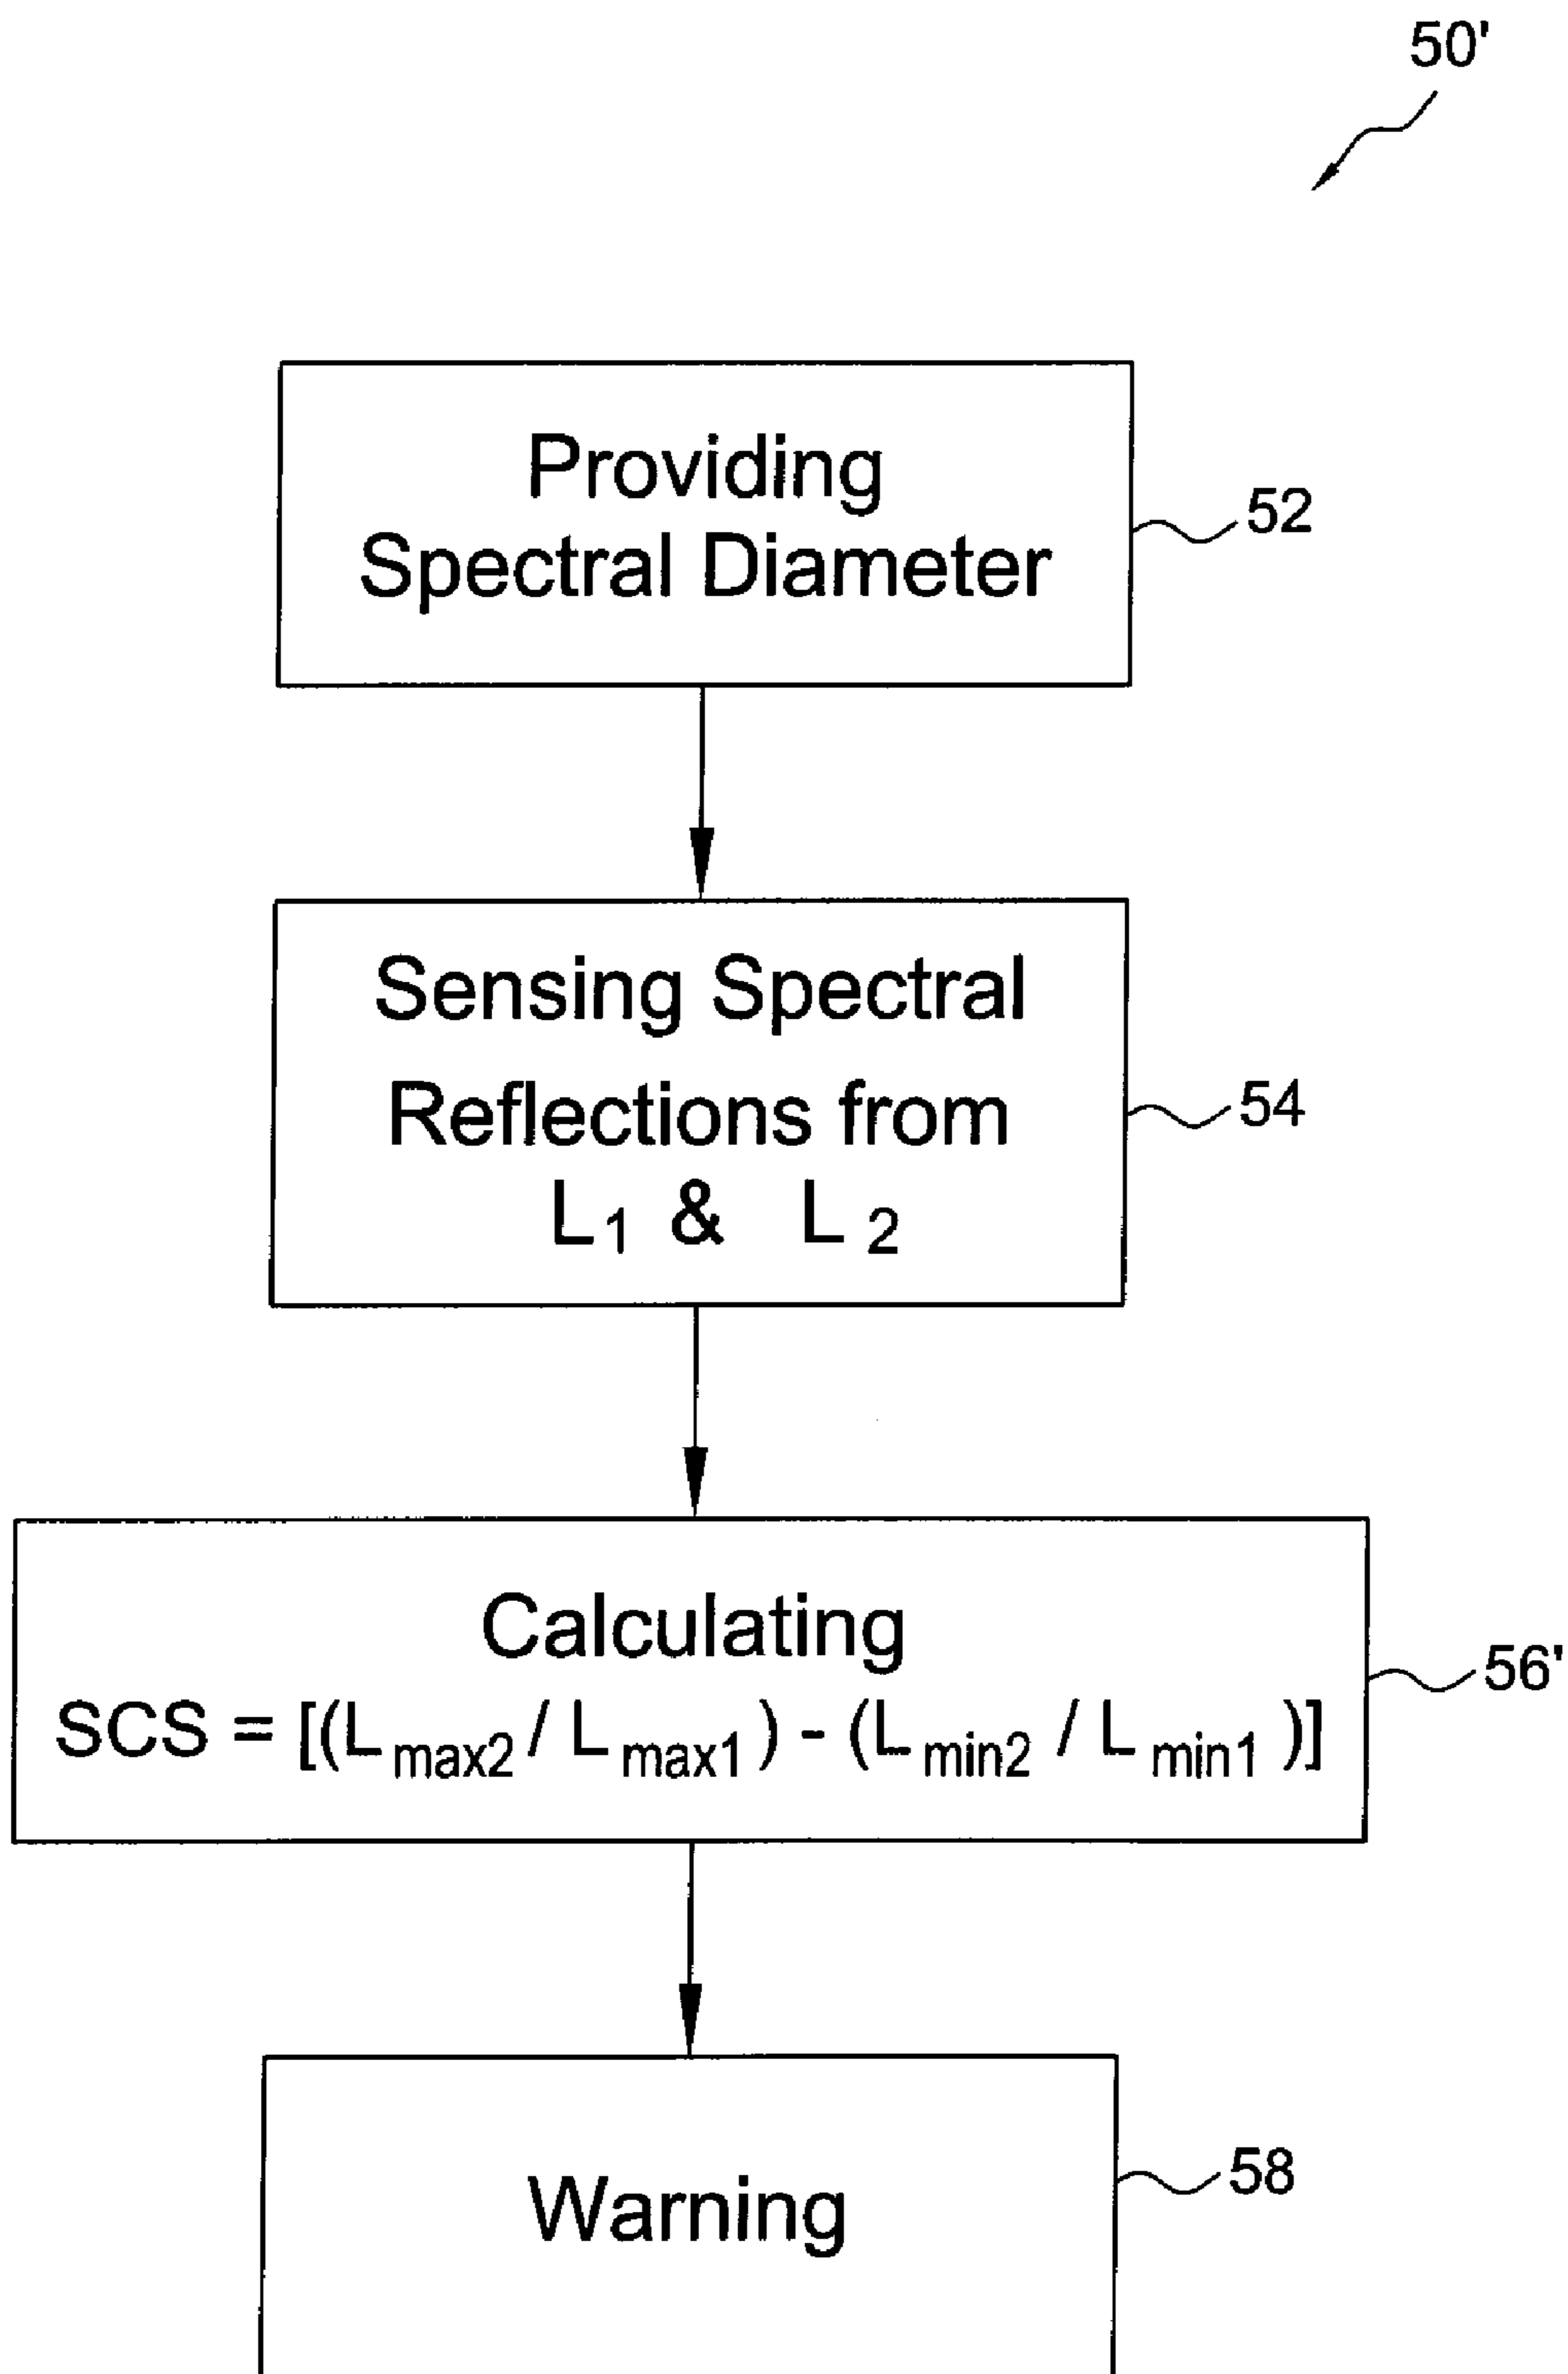 50'
Providing
Spectral Diameter
52
Sensing Spectral
Reflections from
L1 & L2
54
Calculating
SCS = [(Lmax2 / Lmax1) - (Lmin2 / Lmin1)]
56'
Warning
58